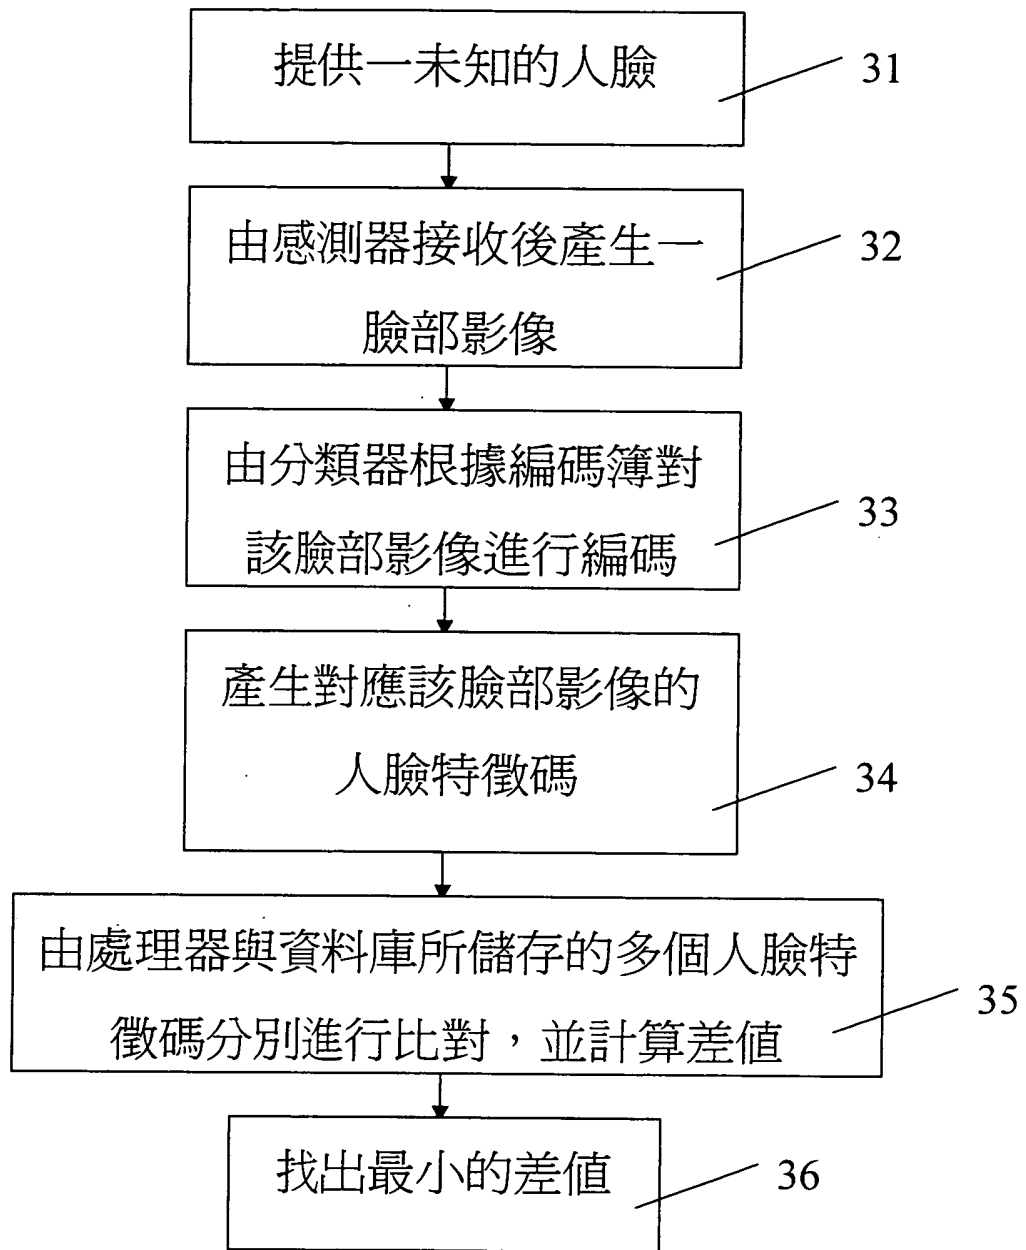 提供一未知的人臉
31
由感測器接收後產生一
臉部影像
32
由分類器根據編碼簿對
該臉部影像進行編碼
33
產生對應該臉部影像的
人臉特徵碼
34
由處理器與資料庫所儲存的多個人臉特
徵碼分別進行比對，並計算差值
35
找出最小的差值
36